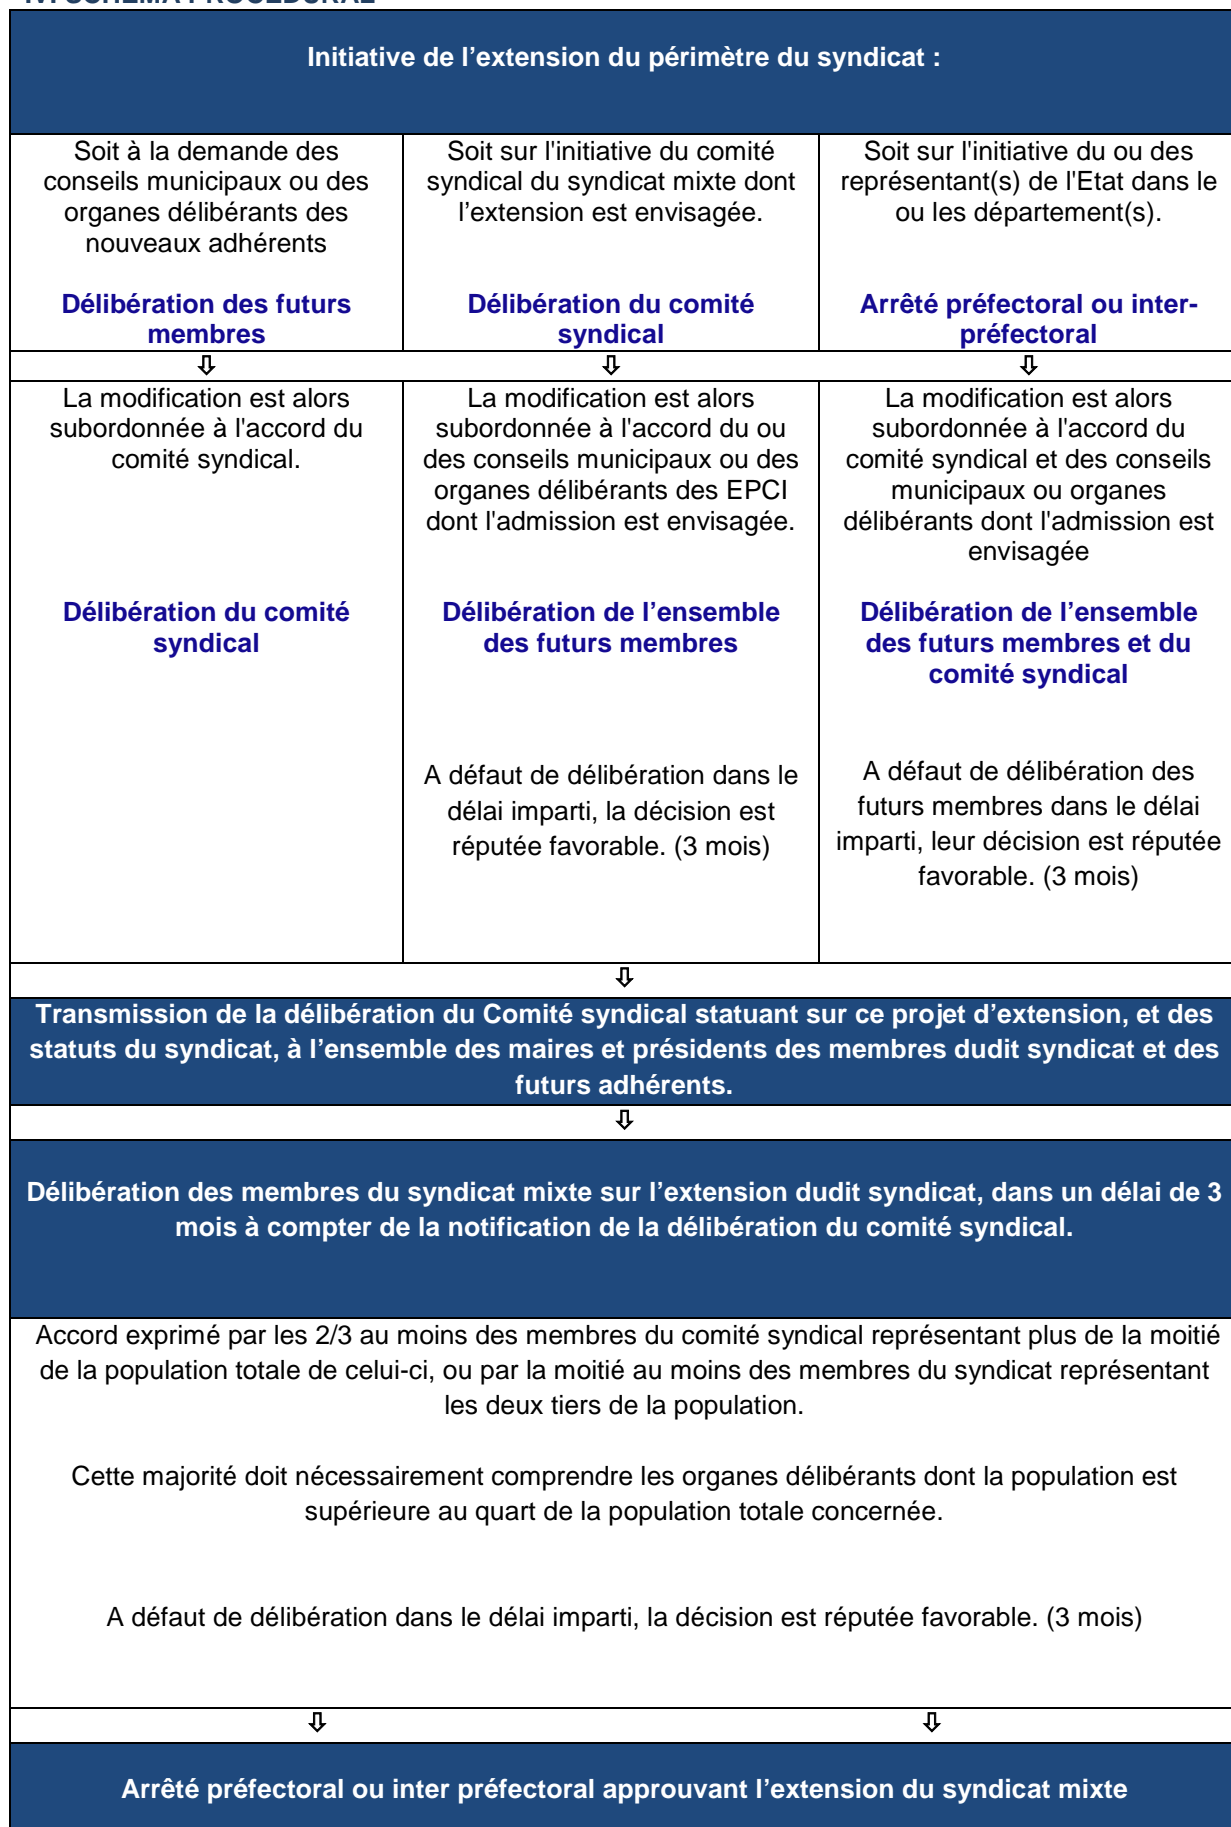 IV. SCHEMA PROCEDURAL
Initiative de l’extension du périmètre du syndicat :
Soit à la demande des
conseils municipaux ou des
organes délibérants des
nouveaux adhérents
Délibération des futurs
membres
Soit sur l'initiative du comité
syndical du syndicat mixte dont
l’extension est envisagée.
Délibération du comité
syndical
Soit sur l'initiative du ou des
représentant(s) de l'Etat dans le
ou les département(s).
Arrêté préfectoral ou inter-
préfectoral
⇩ ⇩ ⇩
La modification est alors
subordonnée à l'accord du
comité syndical.
Délibération du comité
syndical
La modification est alors
subordonnée à l'accord du ou
des conseils municipaux ou des
organes délibérants des EPCI
dont l'admission est envisagée.
Délibération de l’ensemble
des futurs membres
A défaut de délibération dans le
délai imparti, la décision est
réputée favorable. (3 mois)
La modification est alors
subordonnée à l'accord du
comité syndical et des conseils
municipaux ou organes
délibérants dont l'admission est
envisagée
Délibération de l’ensemble
des futurs membres et du
comité syndical
A défaut de délibération des
futurs membres dans le délai
imparti, leur décision est réputée
favorable. (3 mois)
⇩
Transmission de la délibération du Comité syndical statuant sur ce projet d’extension, et des
statuts du syndicat, à l’ensemble des maires et présidents des membres dudit syndicat et des
futurs adhérents.
⇩
Délibération des membres du syndicat mixte sur l’extension dudit syndicat, dans un délai de 3
mois à compter de la notification de la délibération du comité syndical.
Accord exprimé par les 2/3 au moins des membres du comité syndical représentant plus de la moitié
de la population totale de celui-ci, ou par la moitié au moins des membres du syndicat représentant
les deux tiers de la population.
Cette majorité doit nécessairement comprendre les organes délibérants dont la population est
supérieure au quart de la population totale concernée.
A défaut de délibération dans le délai imparti, la décision est réputée favorable. (3 mois)
⇩ ⇩
Arrêté préfectoral ou inter préfectoral approuvant l’extension du syndicat mixte